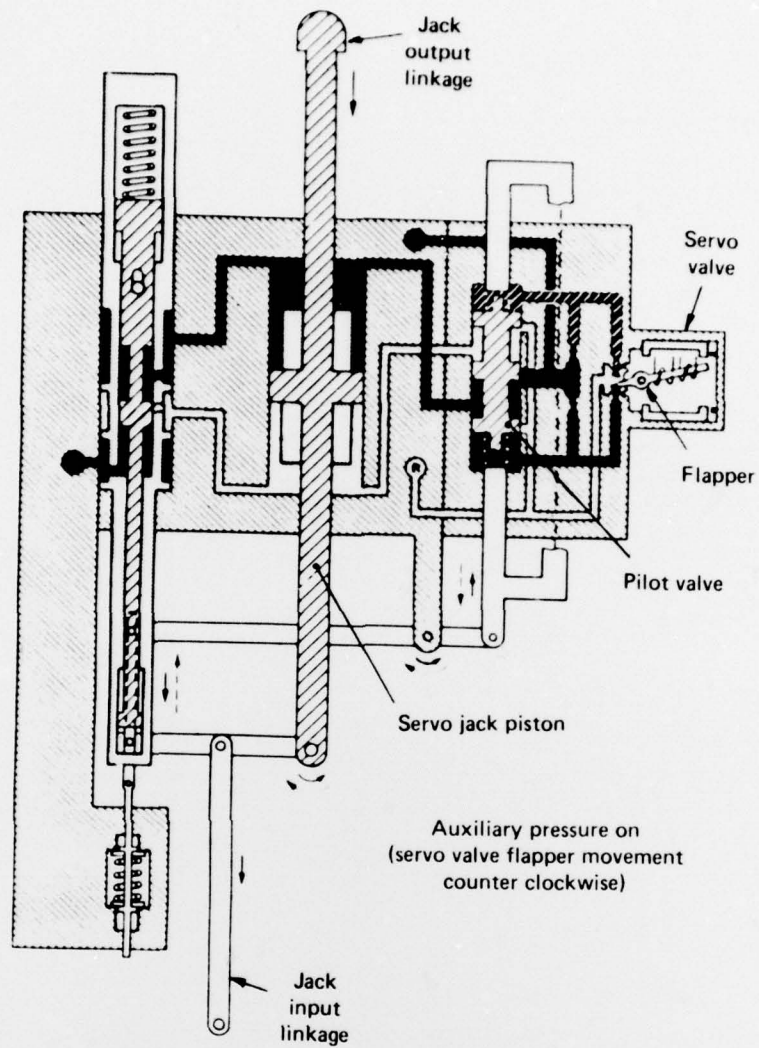 Jack
output
linkage
Servo
valve
Flapper
R
Pilot valve
Servo jack piston
Auxiliary pressure on
(servo valve flapper movement
counter clockwise)
Jack
input
linkage